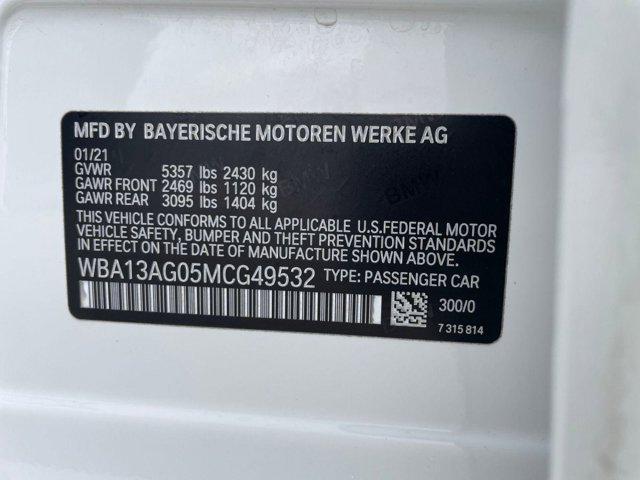 MFD BY BAYERISCHE MOTOREN WERKE AG
01/21
GVWR 5357 lbs 2430 kg
GAWR FRONT 2469 lbs 1120 kg
GAWR REAR 3095 lbs 1404 kg
THIS VEHICLE CONFORMS TO ALL APPLICABLE U.S.FEDERAL MOTOR
VEHICLE SAFETY, BUMPER AND THEFT PREVENTION STANDARDS
IN EFFECT ON THE DATE OF MANUFACTURE SHOWN ABOVE.
WBA13AG05MCG49532 TYPE: PASSENGER CAR
300/0
7 315 814